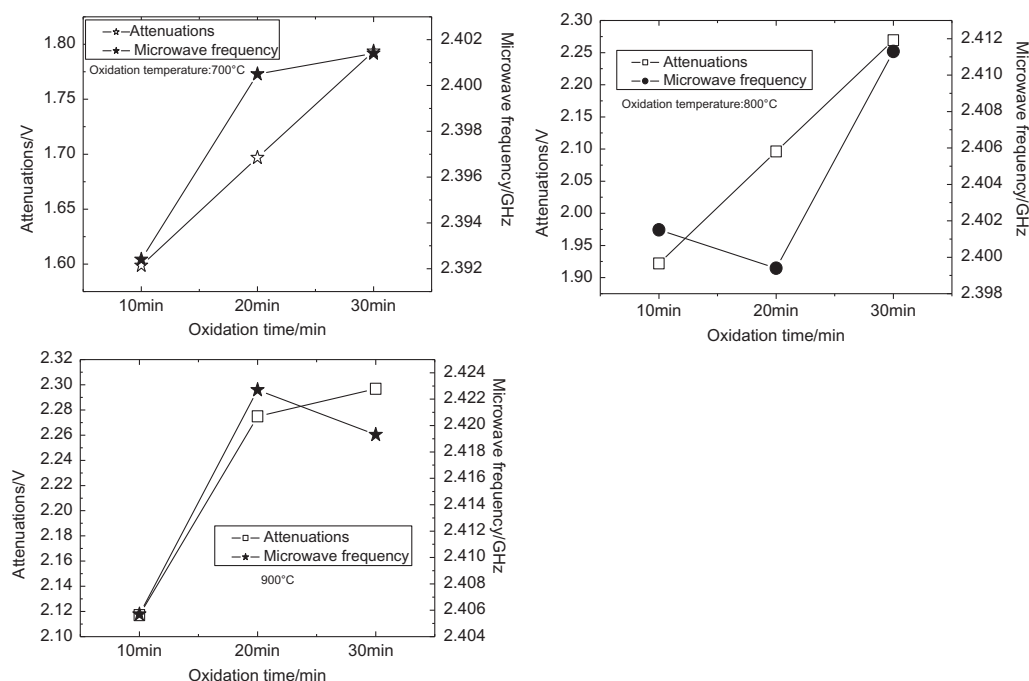 Attenuations
Microwave frequency
Oxidation temperature:700°C
1.80
1.75
1.70
1.65
1.60
Attenuations/V
2.402
2.400
2.398
2.396
2.394
2.392
Microwave frequency/GHz
10min 20min 30min
Oxidation time/min
Attenuations
Microwave frequency
Oxidation temperature:800°C
2.30
2.25
2.20
2.15
2.10
2.05
2.00
1.95
1.90
Attenuations/V
2.412
2.410
2.408
2.406
2.404
2.402
2.400
2.398
Microwave frequency/GHz
10min 20min 30min
Oxidation time/min
2.32
2.30
2.28
2.26
2.24
2.22
2.20
2.18
2.16
2.14
2.12
2.10
Attenuations/V
2.424
2.422
2.420
2.418
2.416
2.414
2.412
2.410
2.408
2.406
2.404
Microwave frequency/GHz
Attenuations
Microwave frequency
900°C
10min 20min 30min
Oxidation time/min